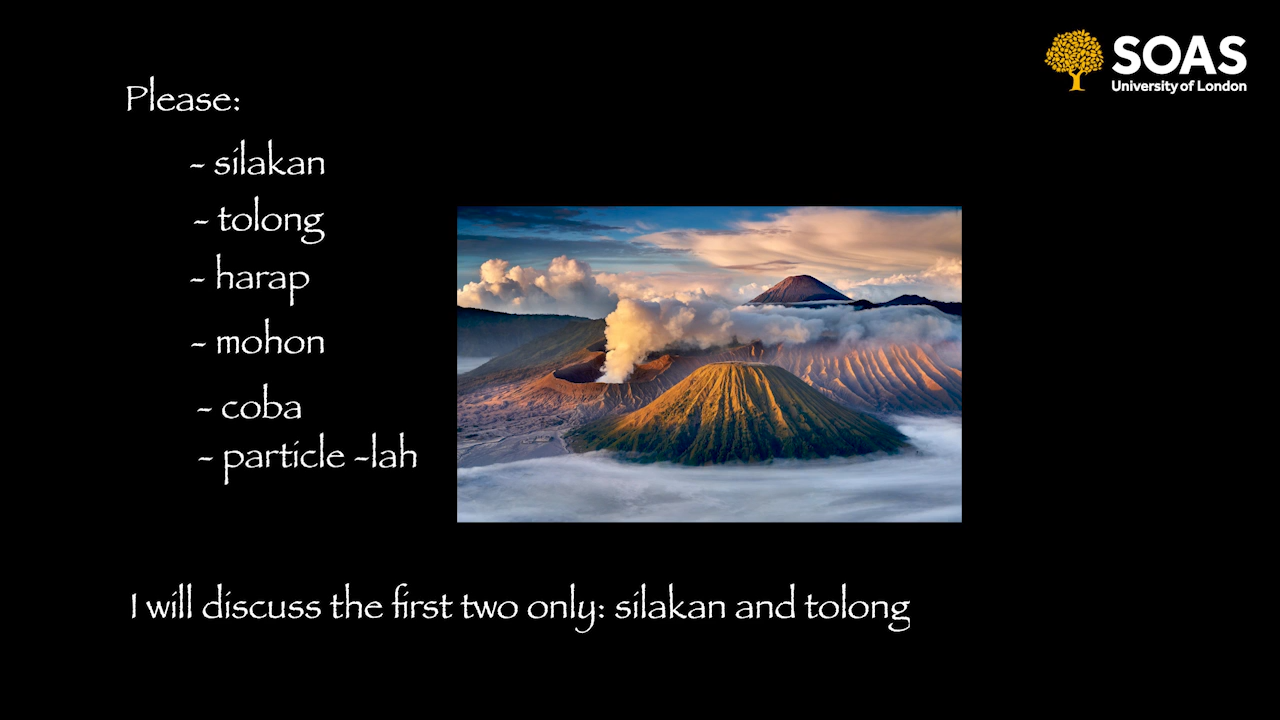 SOAS
University of London
Please:
- silakan
- tolong
- harap
- mohon
- coba
- particle -lah
I will discuss the first two only: silakan and tolong